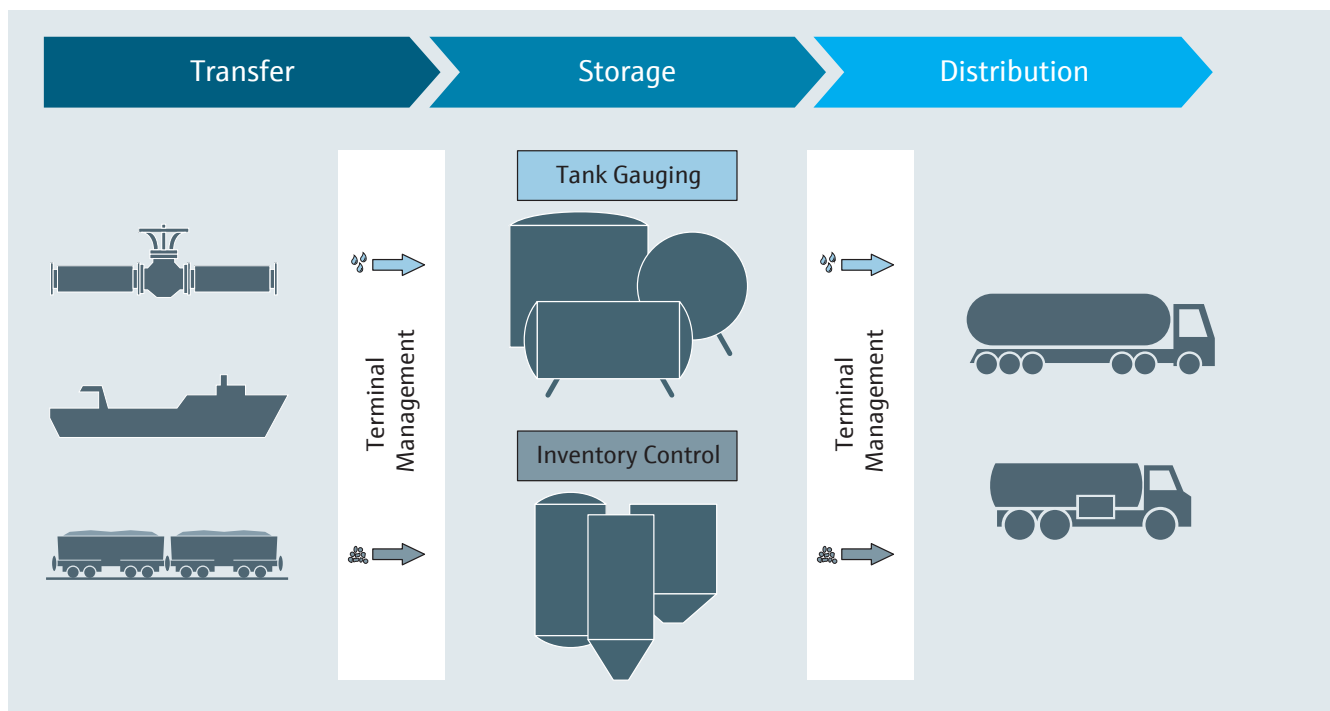 Transfer
Storage
Distribution
Terminal
Management
Tank Gauging
Inventory Control
Terminal
Management